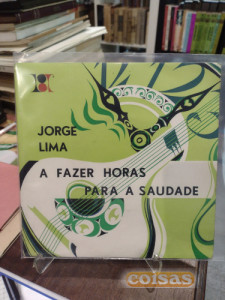 JORGE
LIMA
A FAZER HORAS
PARA A SAUDADE
coisas